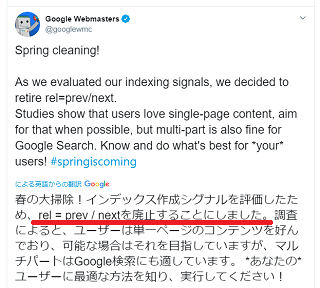 Google Webmasters
@googlewmc
Spring cleaning!
As we evaluated our indexing signals, we decided to
retire rel=prev/next.
Studies show that users love single-page content, aim
for that when possible, but multi-part is also fine for
Google Search. Know and do what's best for *your*
users! #springiscoming
による英語からの翻訳 Google
春の大掃除！インデックス作成シグナルを評価したた
め、rel = prev / nextを廃止することにしました。調査
によると、ユーザーは単一ページのコンテンツを好ん
でおり、可能な場合はそれを目指していますが、マル
チパートはGoogle検索にも適しています。 *あなたの*
ユーザーに最適な方法を知り、実行してください！